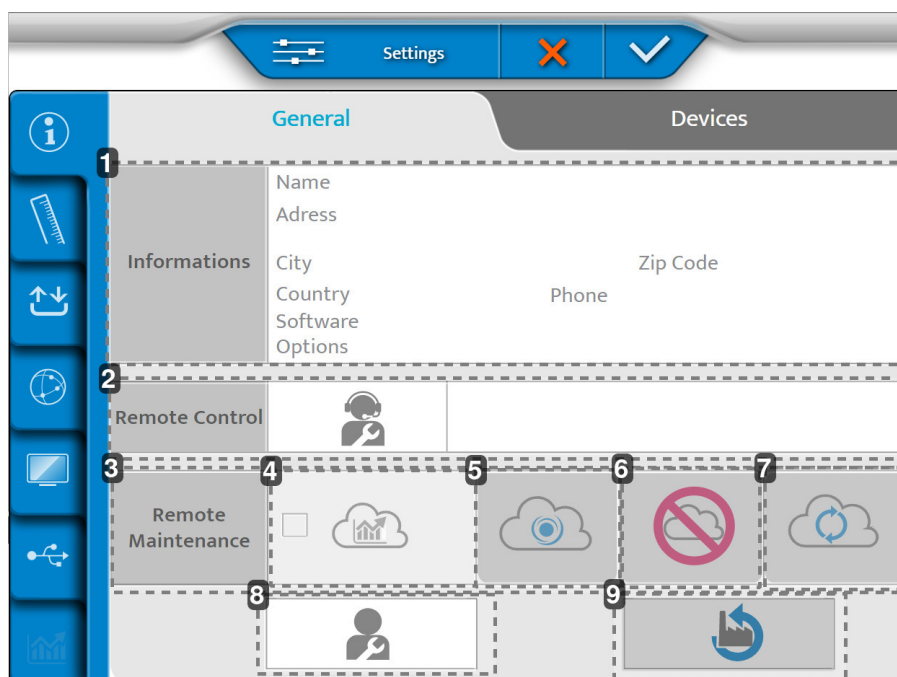 Settings
General
Devices
1
Informations
Name
Adress
City
Zip Code
Country
Phone
Software
Options
2
Remote Control
3
Remote
Maintenance
4
5
6
7
8
9